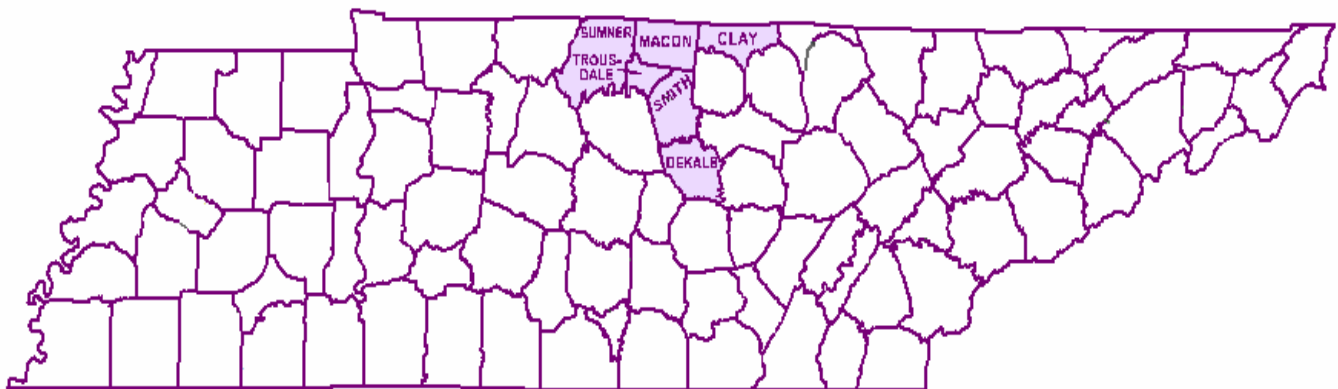 SUMNER
MACON
CLAY
TROUS-
DALE
SMITH
DEKALB